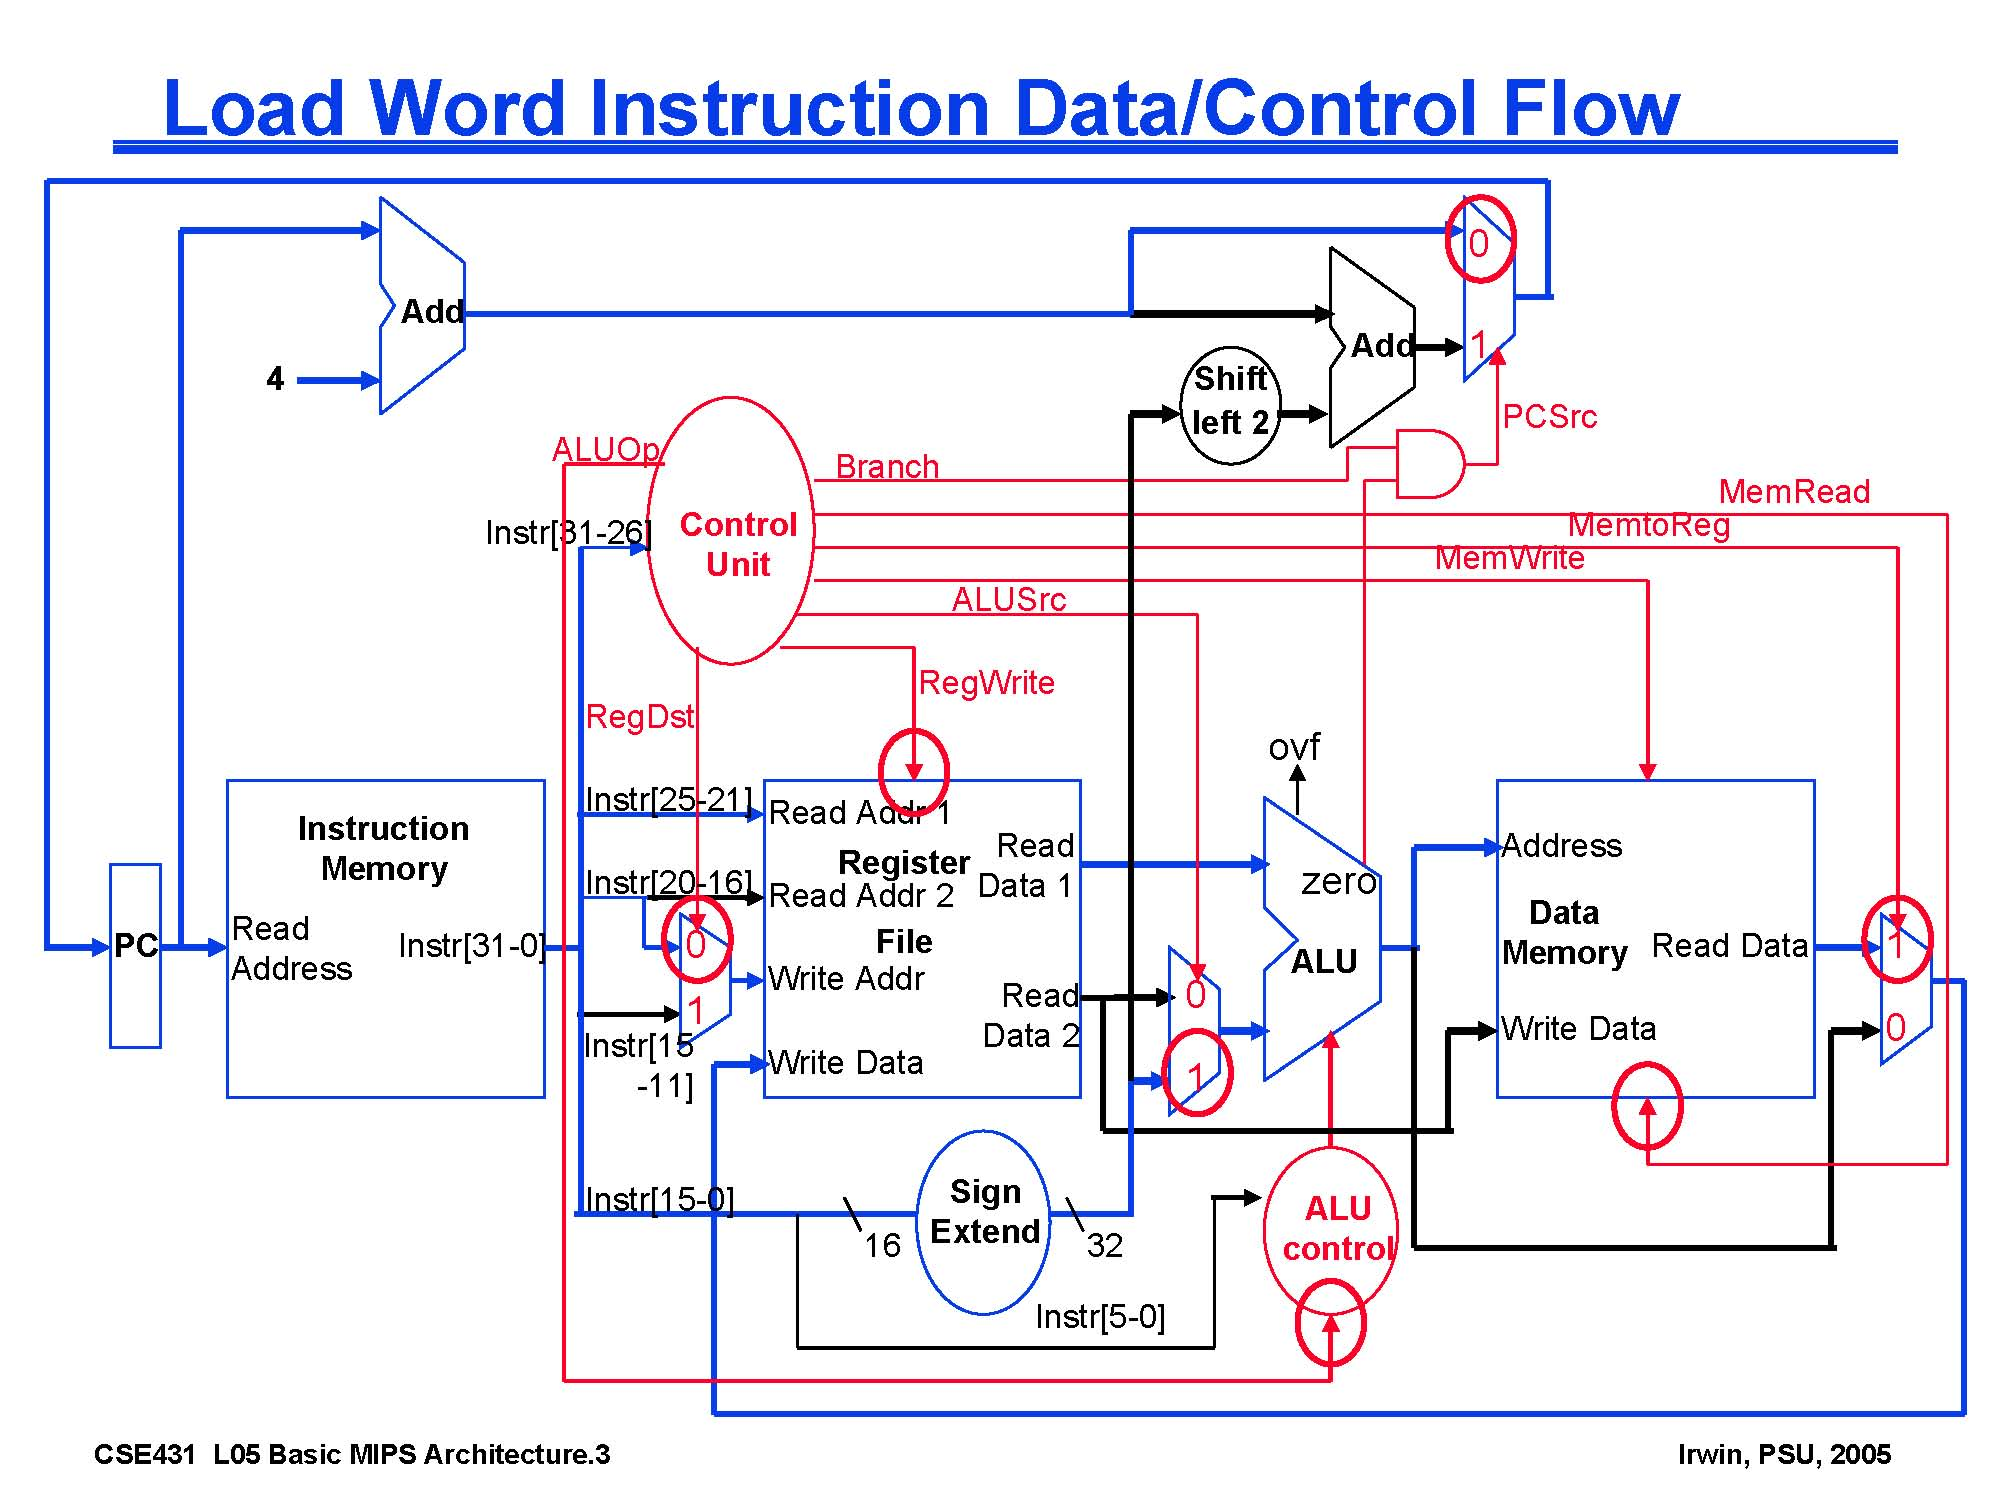 Load Word Instruction Data/Control Flow
0
Add
1
Add
4
Shift
left 2
PCSrc
ALUOp
Branch
MemRead
Instr[31-26]
Control
Unit
MemtoReg
MemWrite
ALUSrc
RegWrite
RegDst
ovf
Instruction
Memory
Instr[25-21]
Read Addr 1
Register
File
Read
Data 1
zero
Address
Instr[20-16]
Read Addr 2
Data
Memory
PC
Read
Address
Instr[31-0]
0
1
Write Addr
ALU
Read Data
1
0
Read
Data 2
0
1
Write Data
Instr[15
-11]
Write Data
Instr[15-0]
16
Sign
Extend
32
ALU
control
Instr[5-0]
CSE431 L05 Basic MIPS Architecture.3
Irwin, PSU, 2005